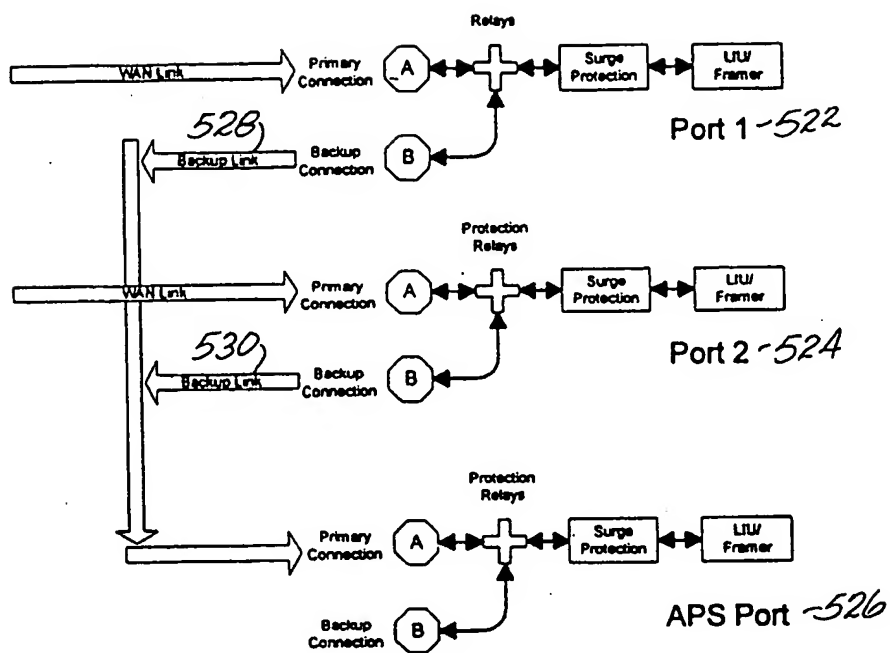 Relays
WAN Link
Primary
Connection
A
Surge
Protection
LIU/
Framer
Port 1 -522
528
Backup Link
Backup
Connection
B
Protection
Relays
WAN Link
Primary
Connection
A
Surge
Protection
LIU/
Framer
Port 2 -524
530
Backup Link
Backup
Connection
B
Protection
Relays
Primary
Connection
A
Surge
Protection
LIU/
Framer
APS Port -526
Backup
Connection
B